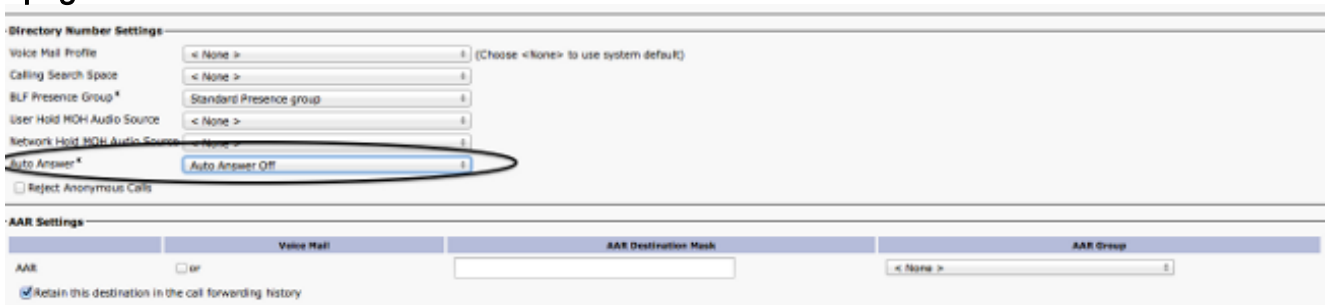 Directory Number Settings
Voice Mail Profile < None > (Choose <None> to use system default)
Calling Search Space < None >
BLF Presence Group* Standard Presence group
User Hold MOH Audio Source < None >
Network Hold MOH Audio Source < None >
Auto Answer* Auto Answer Off
Reject Anonymous Calls
AAR Settings
Voice Mail AAR Destination Mask AAR Group
AAR or < None >
Retain this destination in the call forwarding history